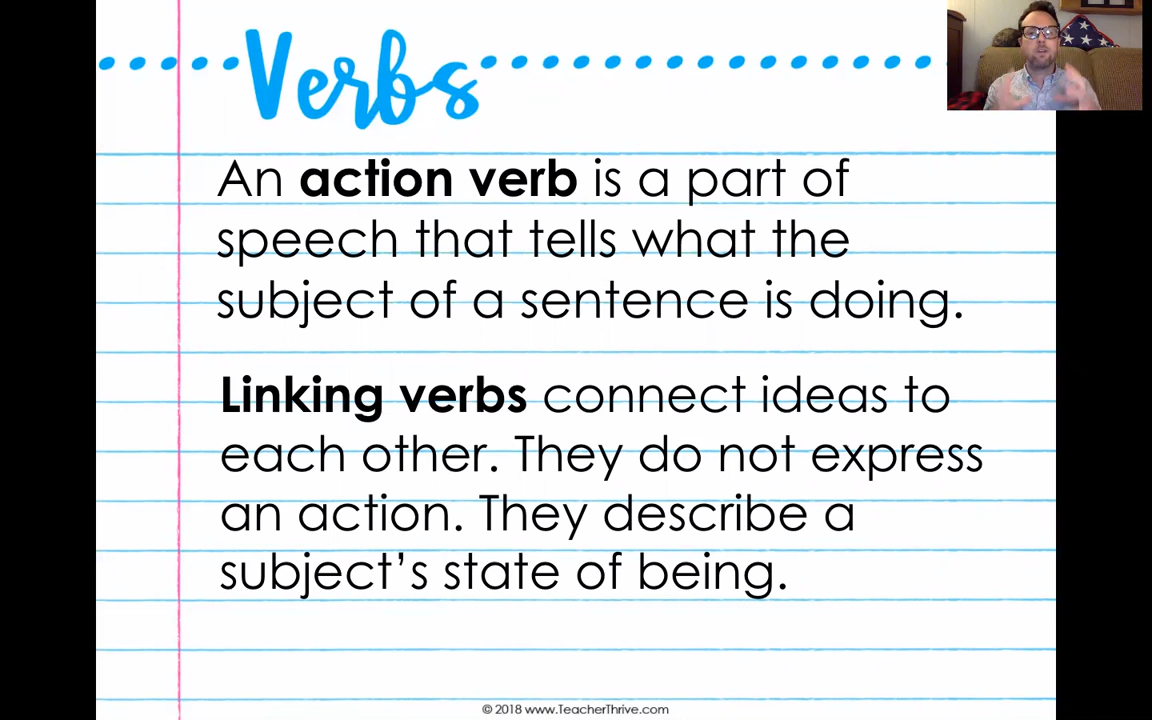 Verbs
An action verb is a part of
speech that tells what the
subject of a sentence is doing.
Linking verbs connect ideas to
each other. They do not express
an action. They describe a
subject’s state of being.
© 2018 www.TeacherThrive.com